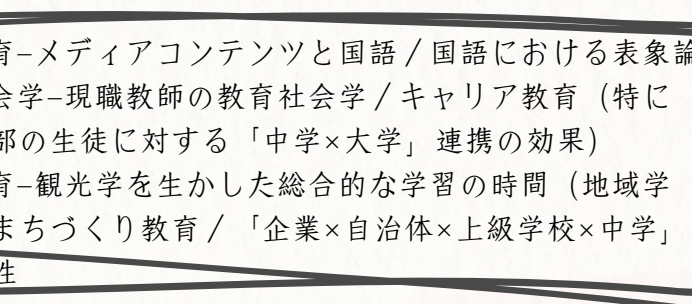 育–メディアコンテンツと国語／国語における表象論
会学–現職教師の教育社会学／キャリア教育（特に
部の生徒に対する「中学×大学」連携の効果）
育–観光学を生かした総合的な学習の時間（地域学
まちづくり教育／「企業×自治体×上級学校×中学」
性